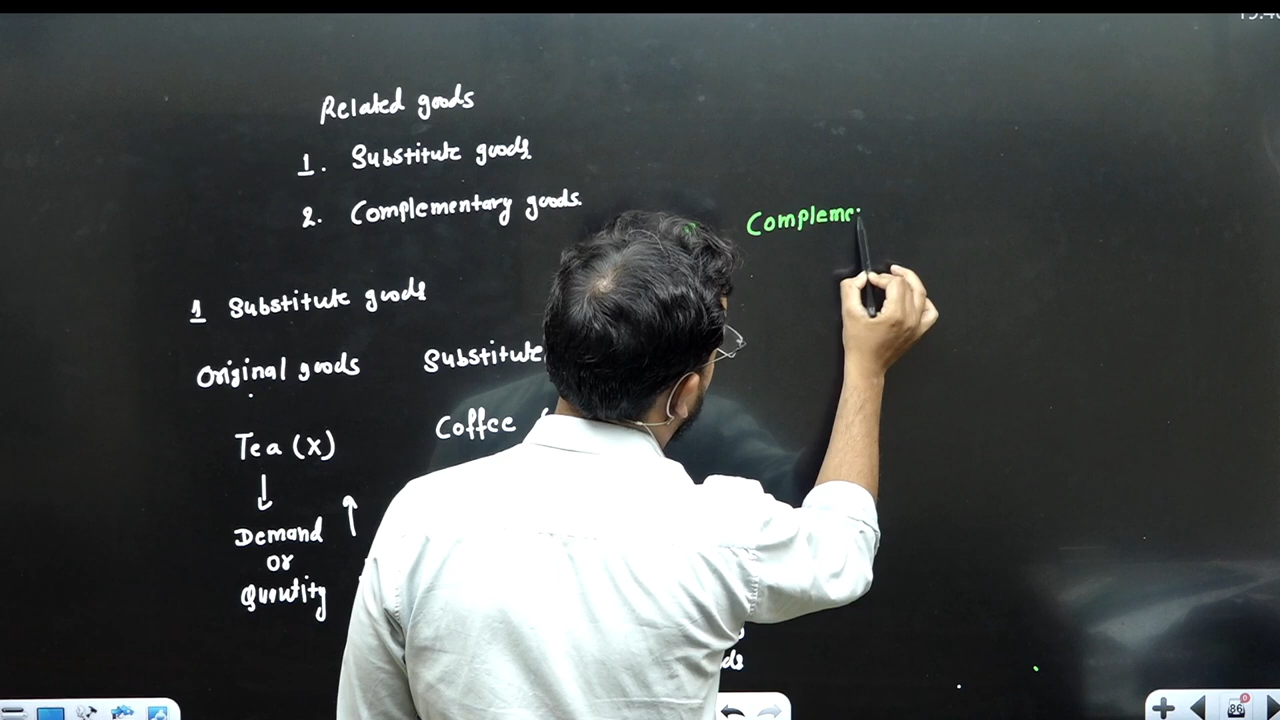 Related goods
1. Substitute goods
2. Complementary goods
Compleme
1 Substitute goods
Original goods Substitute
Tea (X) Coffee
Demand
or
Quantity
86